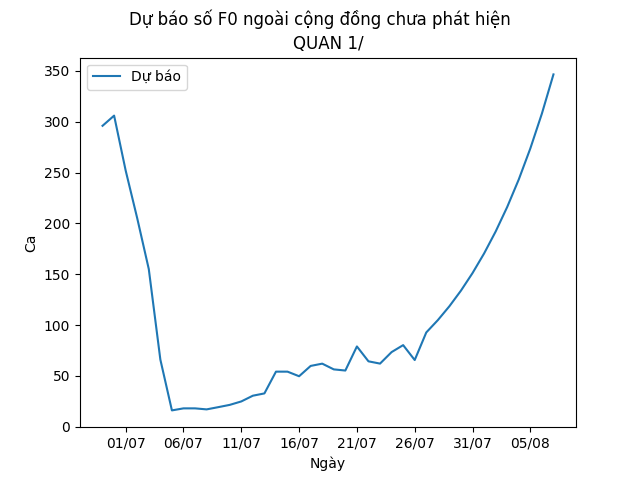 Dự báo số F0 ngoài cộng đồng chưa phát hiện
QUAN 1/
Dự báo
350
300
250
200
150
100
50
0
Ca
01/07 06/07 11/07 16/07 21/07 26/07 31/07 05/08
Ngày